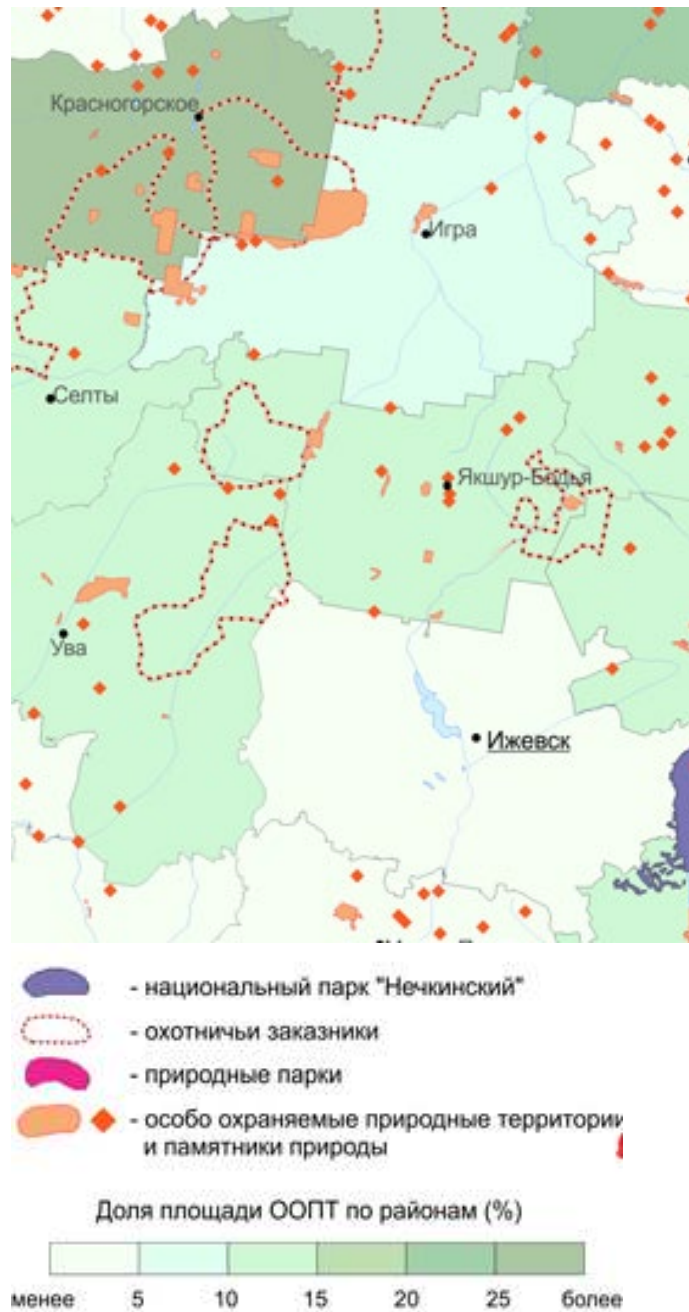 Красногорское
Игра
Селты
Якшур-Бодья
Ува
Ижевск
- национальный парк "Нечкинский"
- охотничьи заказники
- природные парки
- особо охраняемые природные территории
и памятники природы
Доля площади ООПТ по районам (%)
менее 5 10 15 20 25 более